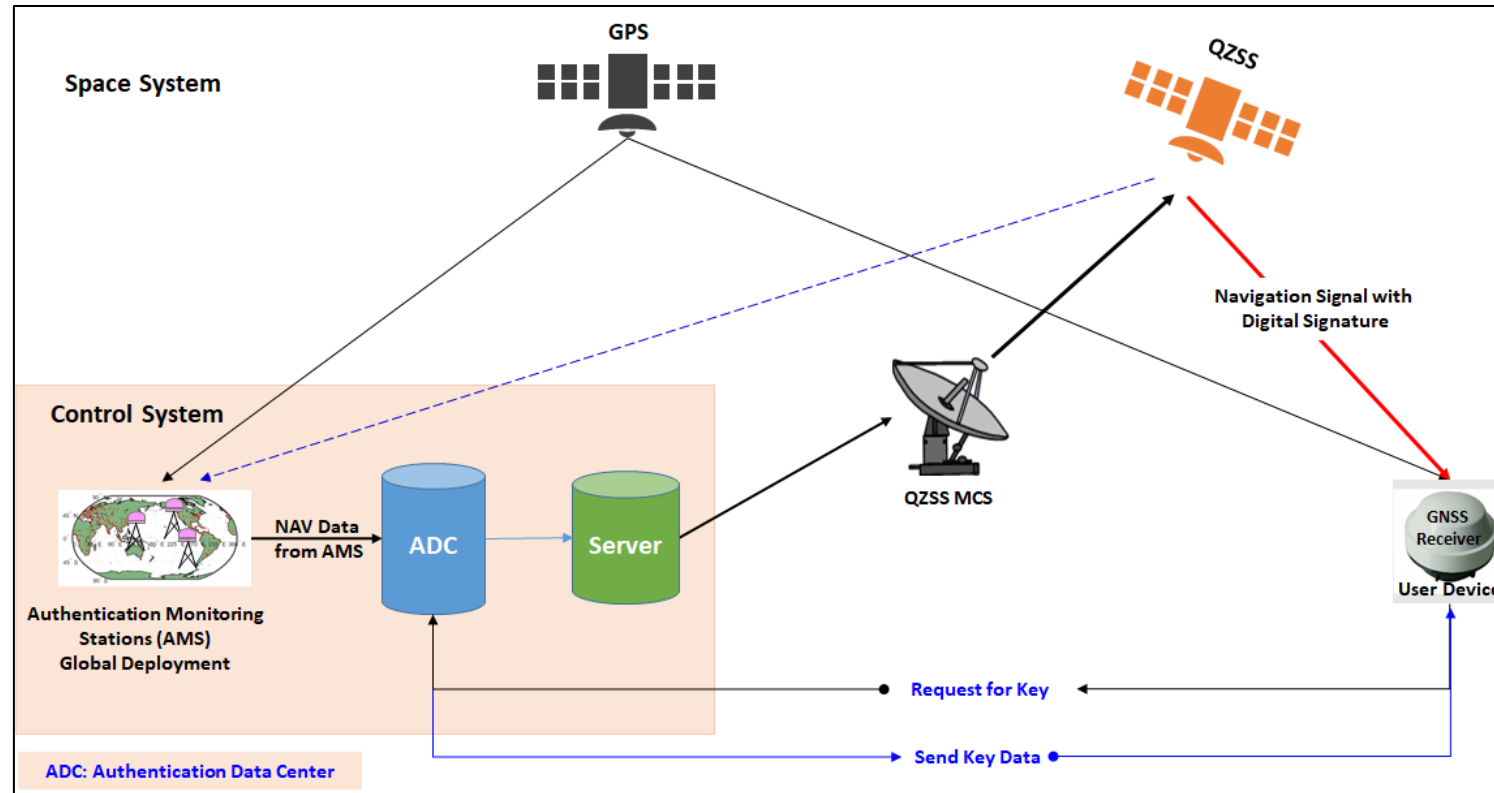 GPS
QZSS
Space System
Navigation Signal with
Digital Signature
Control System
QZSS MCS
NAV Data
from AMS
ADC
Server
GNSS
Receiver
User Device
Authentication Monitoring
Stations (AMS)
Global Deployment
Request for Key
Send Key Data
ADC: Authentication Data Center